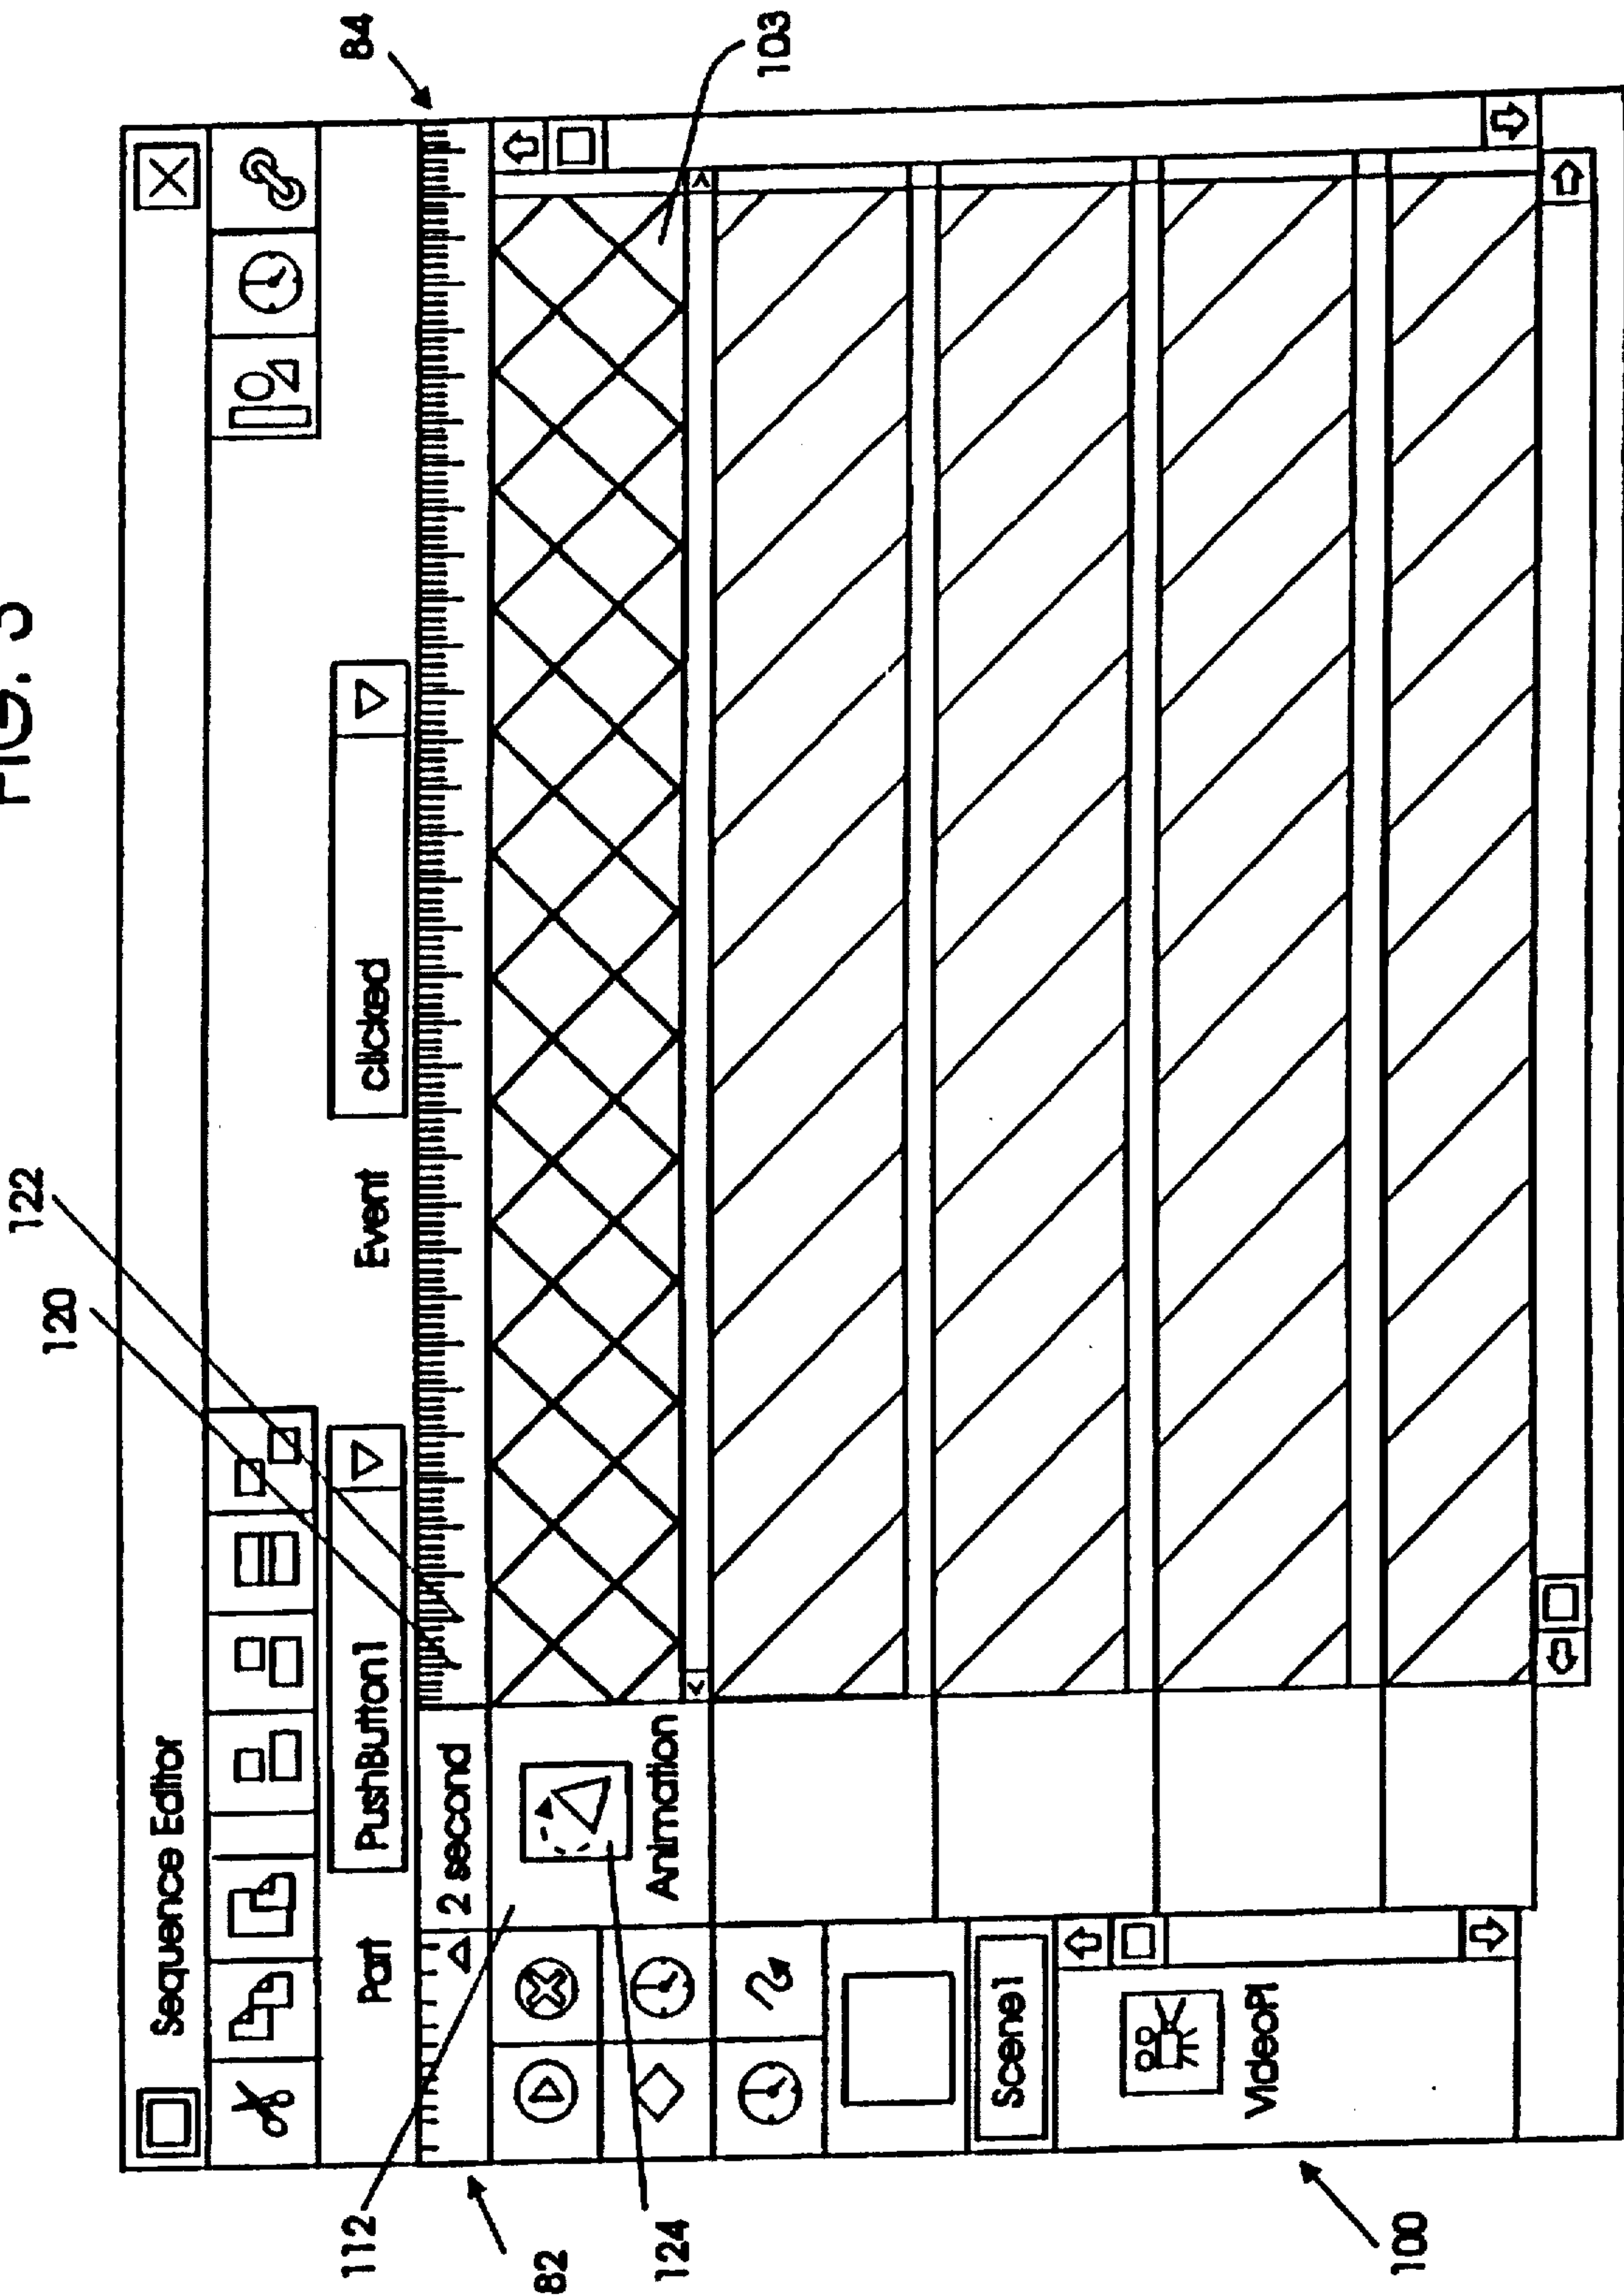 FIG.
122
120
Sequence Editor
Part PushButton1 Event clicked
84
112
2 second
82
124
Animation
103
Scene1
VideoPl
100